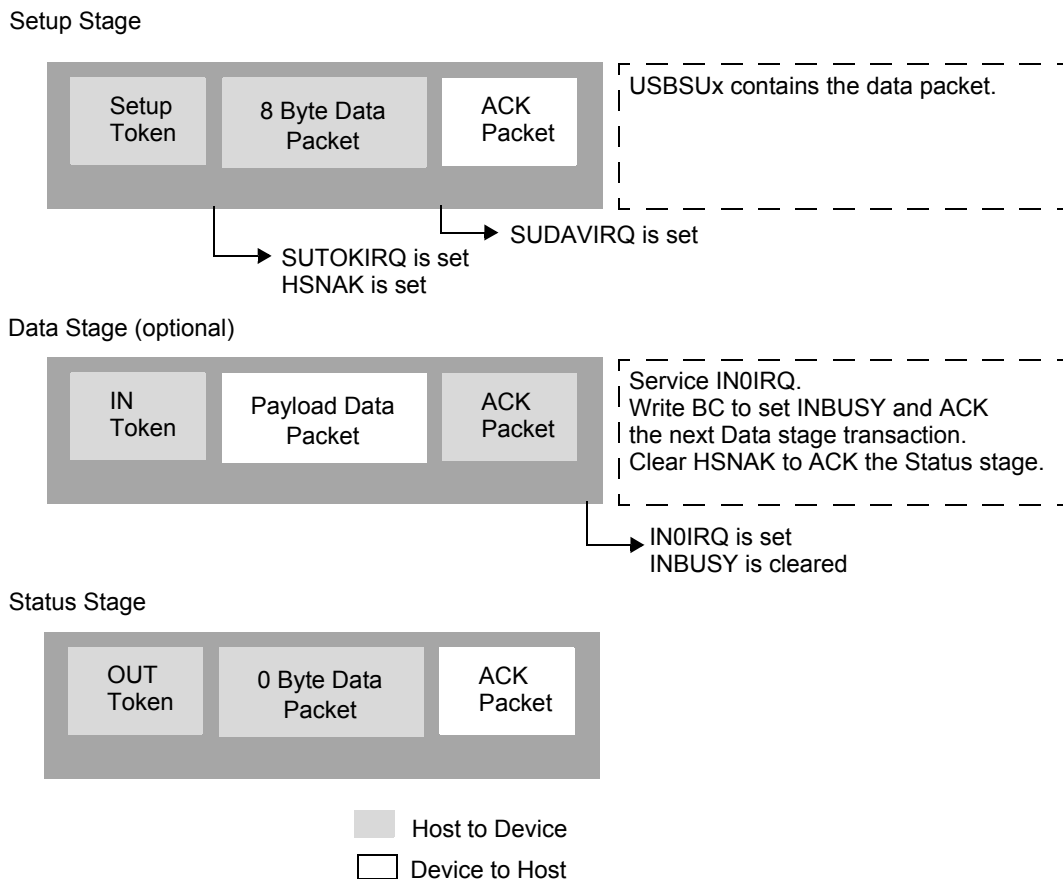 Setup Stage
Setup
Token
8 Byte Data
Packet
ACK
Packet
USBSUx contains the data packet.
SUDAVIRQ is set
SUTOKIRQ is set
HSNAK is set
Data Stage (optional)
IN
Token
Payload Data
Packet
ACK
Packet
Service IN0IRQ.
Write BC to set INBUSY and ACK
the next Data stage transaction.
Clear HSNAK to ACK the Status stage.
IN0IRQ is set
INBUSY is cleared
Status Stage
OUT
Token
0 Byte Data
Packet
ACK
Packet
Host to Device
Device to Host